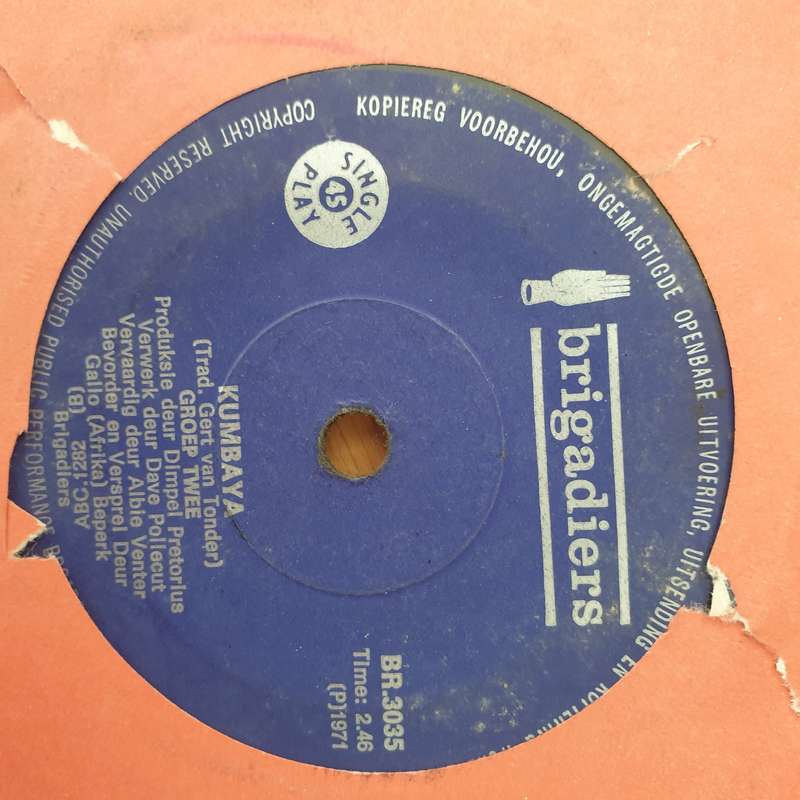 KOPIEREG VOORBEHOU, ONGEMAGTIGDE OPENBARE UITVOERING, UITSENDING EN
COPYRIGHT RESERVED. UNAUTHORISED PUBLIC PERFORMANCE
brigadiers
SINGLE
45
PLAY
BR.3035
Time: 2.46
(P)1971
KUMBAYA
(Trad. Gert van Tonder)
GROEP TWEE
Produksie deur Dimpel Pretorius
Verwerk deur Dave Pollecut
Vervaardig deur Albie Venter
Bevorder en Versprei Deur
Gallo (Afrika) Beperk
(B)
ABC.1282
Brigadiers